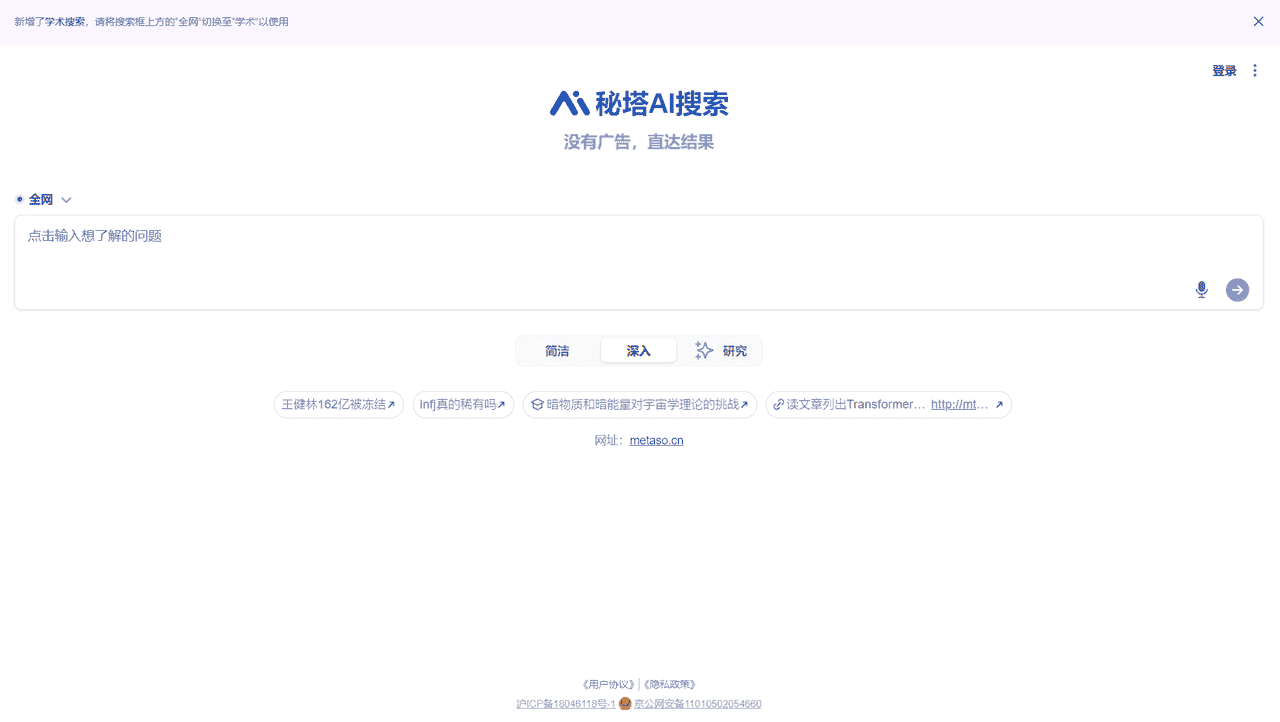 新增了学术搜索，请将搜索框上方的“全网”切换至“学术”以使用
登录
秘塔AI搜索
没有广告，直达结果
全网
点击输入想了解的问题
简洁 深入 研究
王健林162亿被冻结 infj真的稀有吗 暗物质和暗能量对宇宙学理论的挑战 读文章列出Transformer… http://mt…
网址：metaso.cn
《用户协议》|《隐私政策》
沪ICP备18046118号-1 京公网安备11010502054660